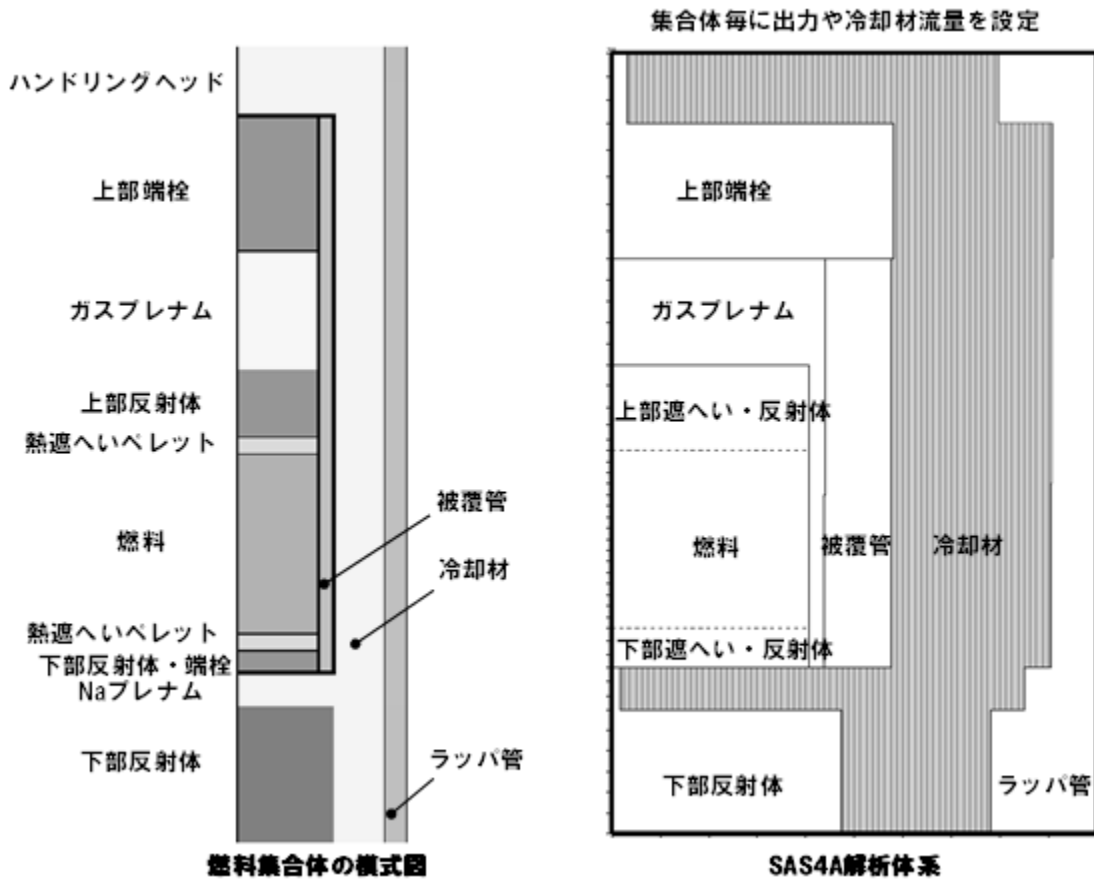 集合体毎に出力や冷却材流量を設定
ハンドリングヘッド
上部端栓
ガスプレナム
上部反射体
熱遮へいペレット
燃料
熱遮へいペレット
下部反射体・端栓
Naプレナム
下部反射体
被覆管
冷却材
ラッパ管
燃料集合体の模式図
上部端栓
ガスプレナム
上部遮へい・反射体
燃料
被覆管
冷却材
下部遮へい・反射体
下部反射体
ラッパ管
SAS4A解析体系